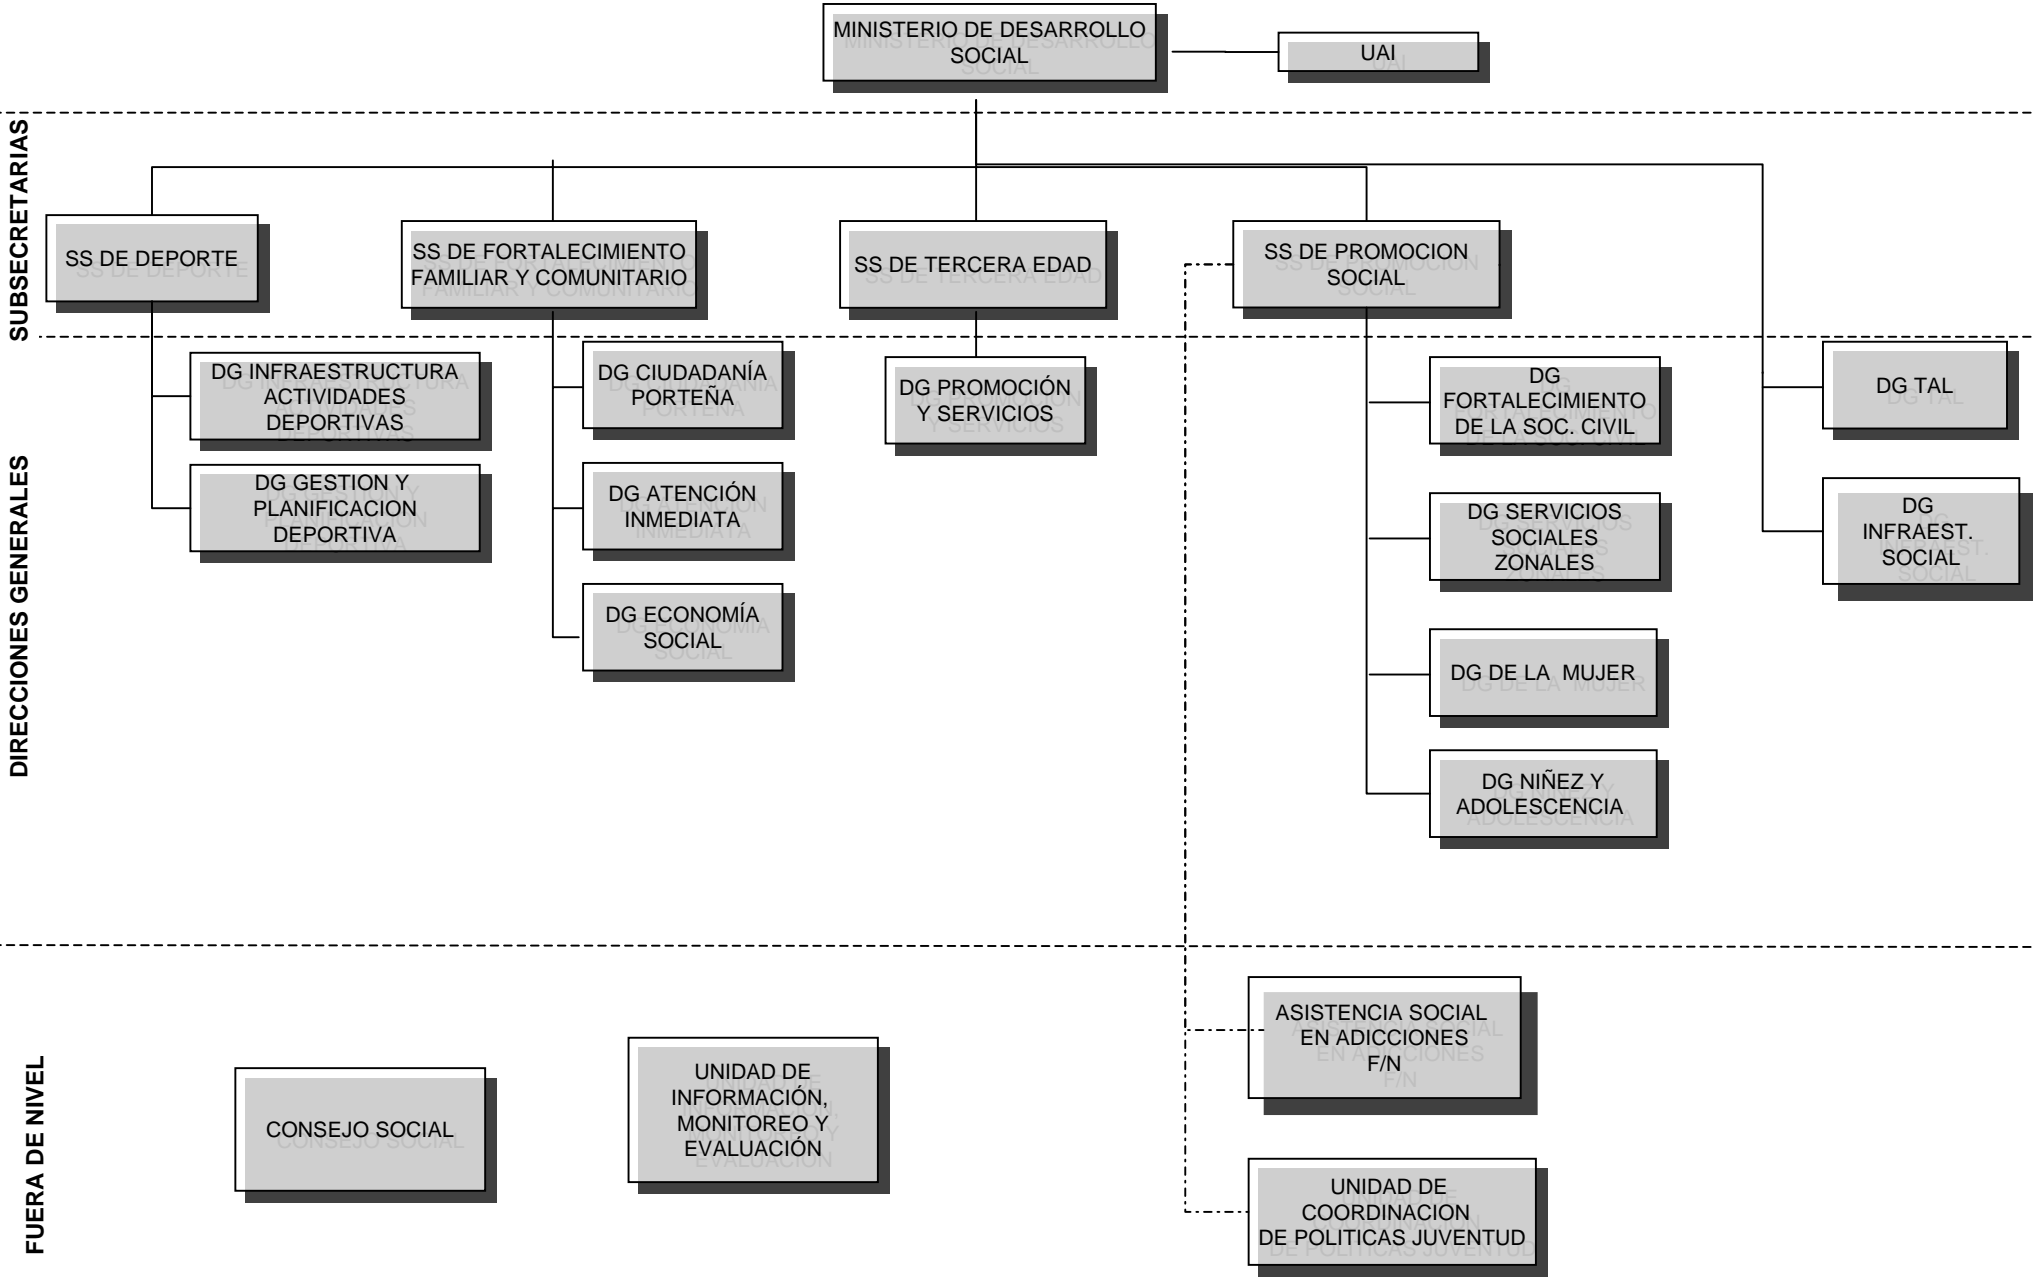 MINISTERIO DE DESARROLLO
SOCIAL
UAI
SUBSECRETARIAS
SS DE DEPORTE
SS DE FORTALECIMIENTO
FAMILIAR Y COMUNITARIO
SS DE TERCERA EDAD
SS DE PROMOCION
SOCIAL
DIRECCIONES GENERALES
DG INFRAESTRUCTURA
ACTIVIDADES
DEPORTIVAS
DG GESTION Y
PLANIFICACION
DEPORTIVA
DG CIUDADANÍA
PORTEÑA
DG ATENCIÓN
INMEDIATA
DG ECONOMÍA
SOCIAL
DG PROMOCIÓN
Y SERVICIOS
DG
FORTALECIMIENTO
DE LA SOC. CIVIL
DG SERVICIOS
SOCIALES
ZONALES
DG DE LA MUJER
DG NIÑEZ Y
ADOLESCENCIA
DG TAL
DG
INFRAEST.
SOCIAL
FUERA DE NIVEL
CONSEJO SOCIAL
UNIDAD DE
INFORMACIÓN,
MONITOREO Y
EVALUACIÓN
ASISTENCIA SOCIAL
EN ADICCIONES
F/N
UNIDAD DE
COORDINACION
DE POLITICAS JUVENTUD